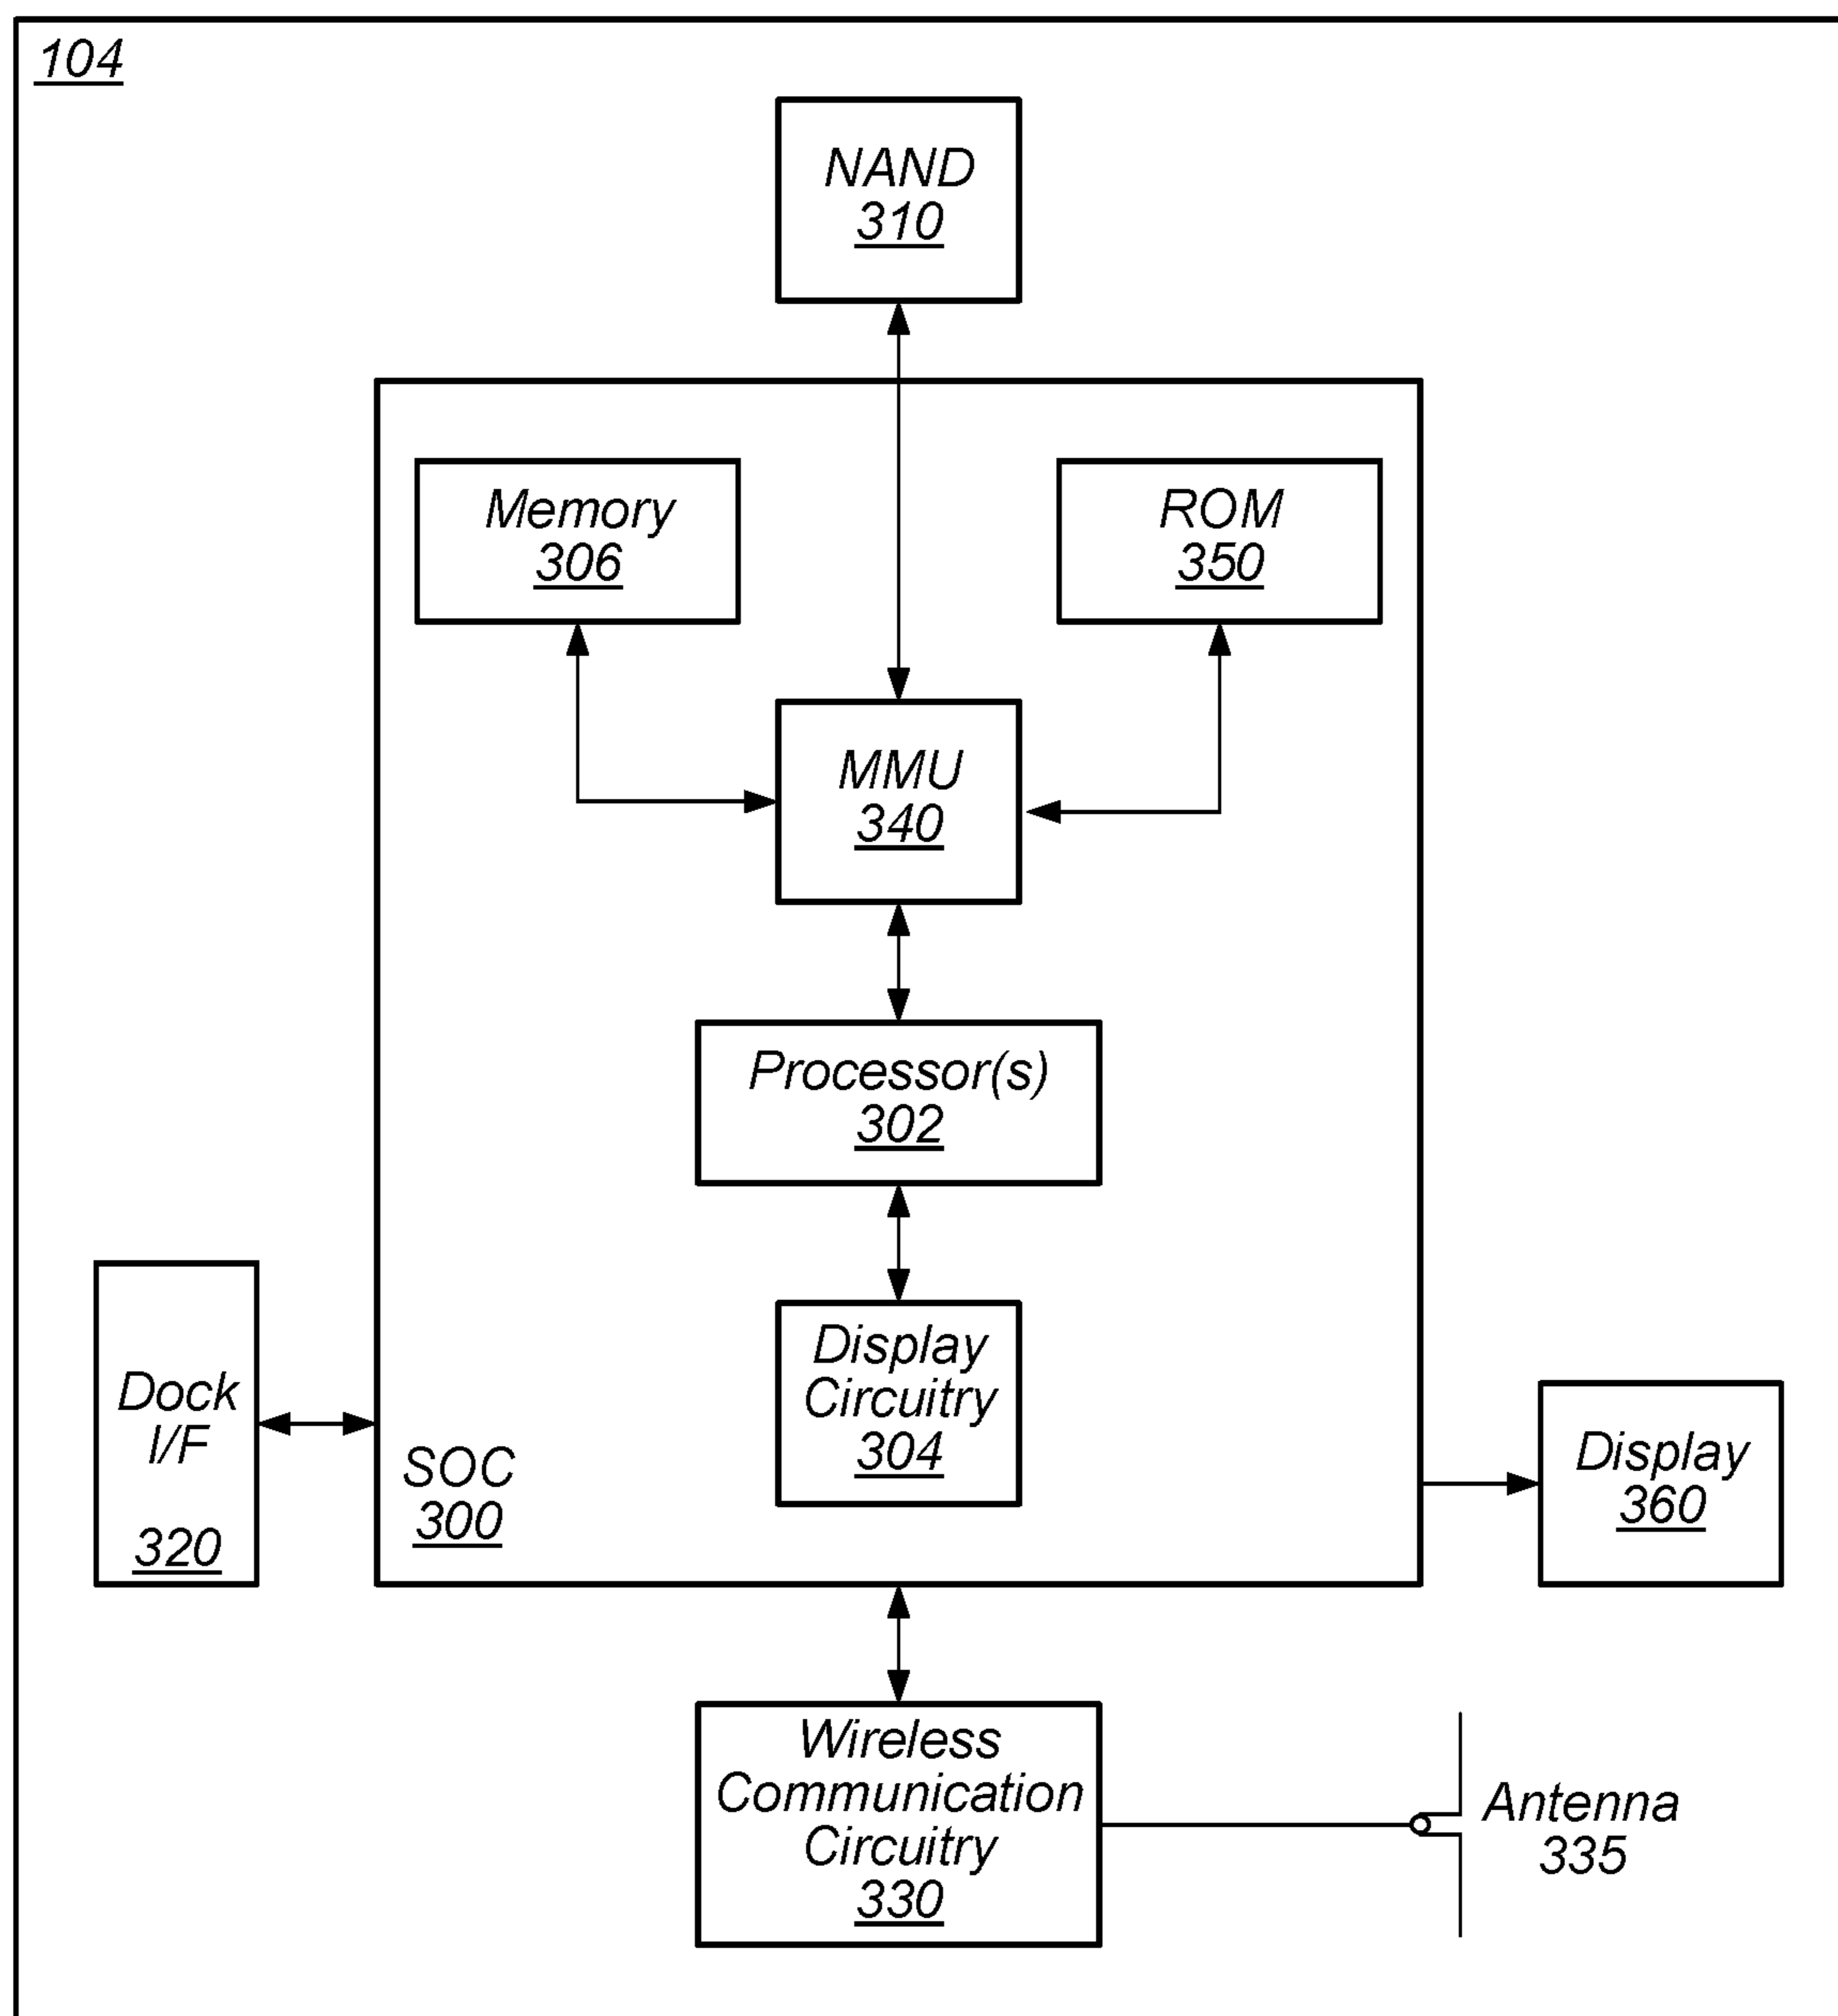 104
NAND
310
Memory
306
ROM
350
MMU
340
Processor(s)
302
Display
Circuitry
304
Dock
I/F
320
SOC
300
Display
360
Wireless
Communication
Circuitry
330
Antenna
335